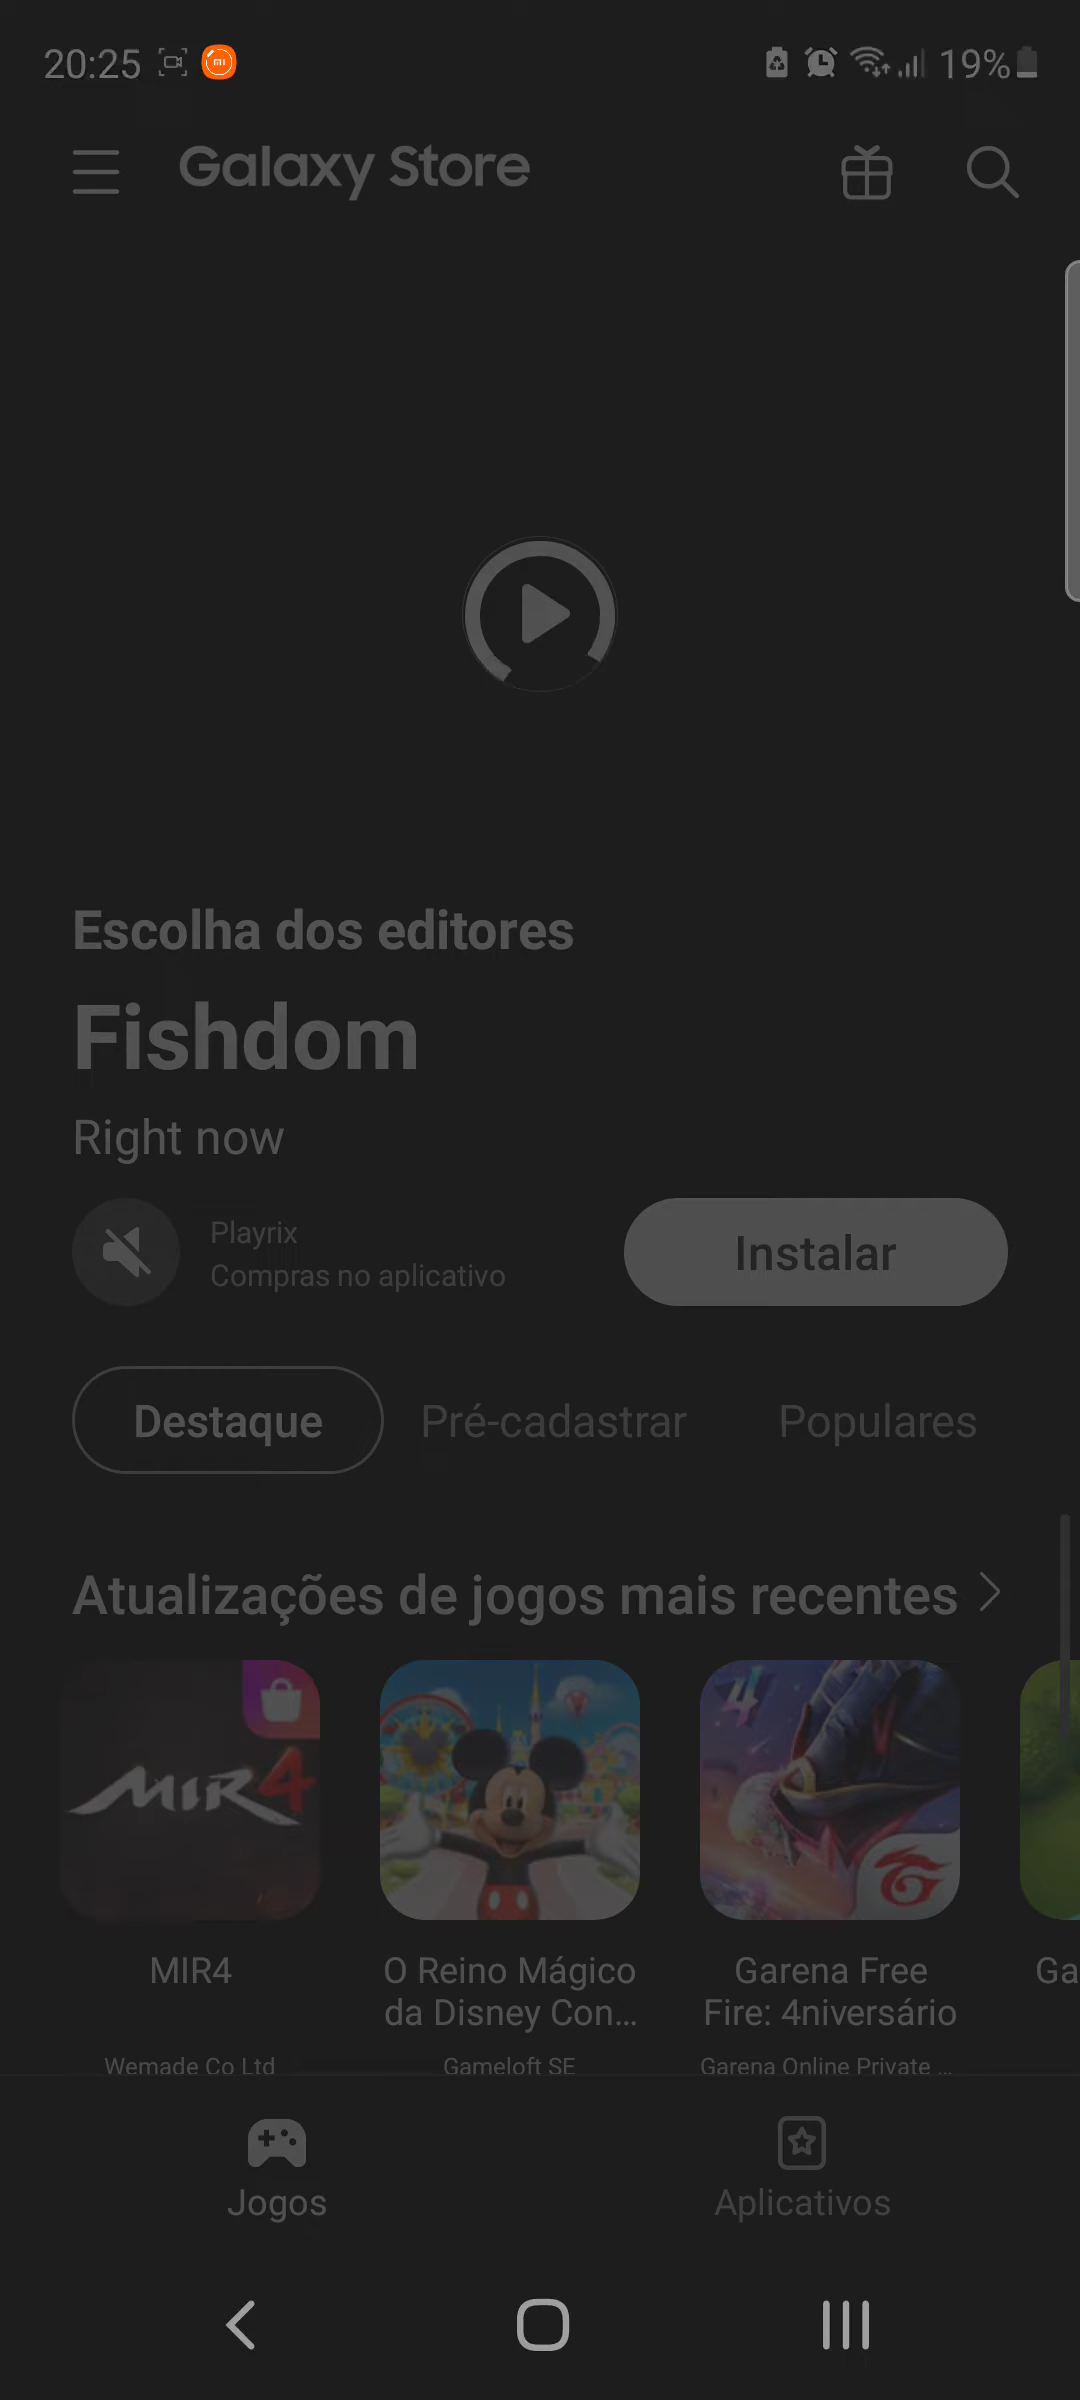 20:25
19%
Galaxy Store
Escolha dos editores
Fishdom
Right now
Playrix
Compras no aplicativo
Instalar
Destaque
Pré-cadastrar
Populares
Atualizações de jogos mais recentes
MIR4
4
MIR4
O Reino Mágico
da Disney Con...
Garena Free
Fire: 4niversário
Ga
Wemade Co Ltd
Gameloft SE
Garena Online Private ...
Jogos
Aplicativos